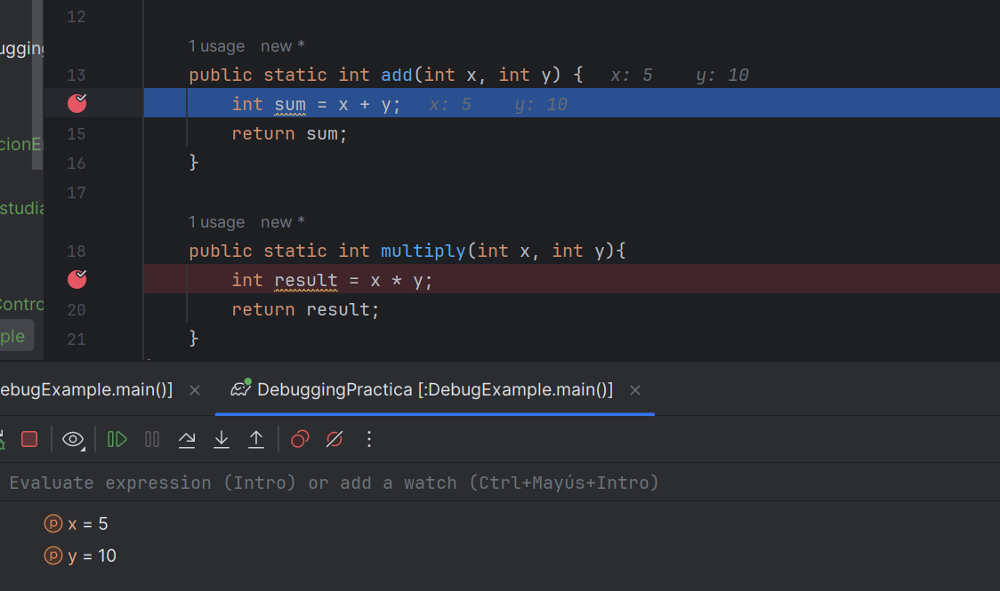 12
1 usage   new *
uggin
13 public static int add(int x, int y) {   x: 5   y: 10
int sum = x + y;   x: 5   y: 10
15 return sum;
cionE
16 }
17
studia
1 usage   new *
18 public static int multiply(int x, int y){
int result = x * y;
Contro
20 return result;
ple
21 }
ebugExample.main()] × DebuggingPractica [:DebugExample.main()] ×
Evaluate expression (Intro) or add a watch (Ctrl+Mayús+Intro)
p x = 5
p y = 10